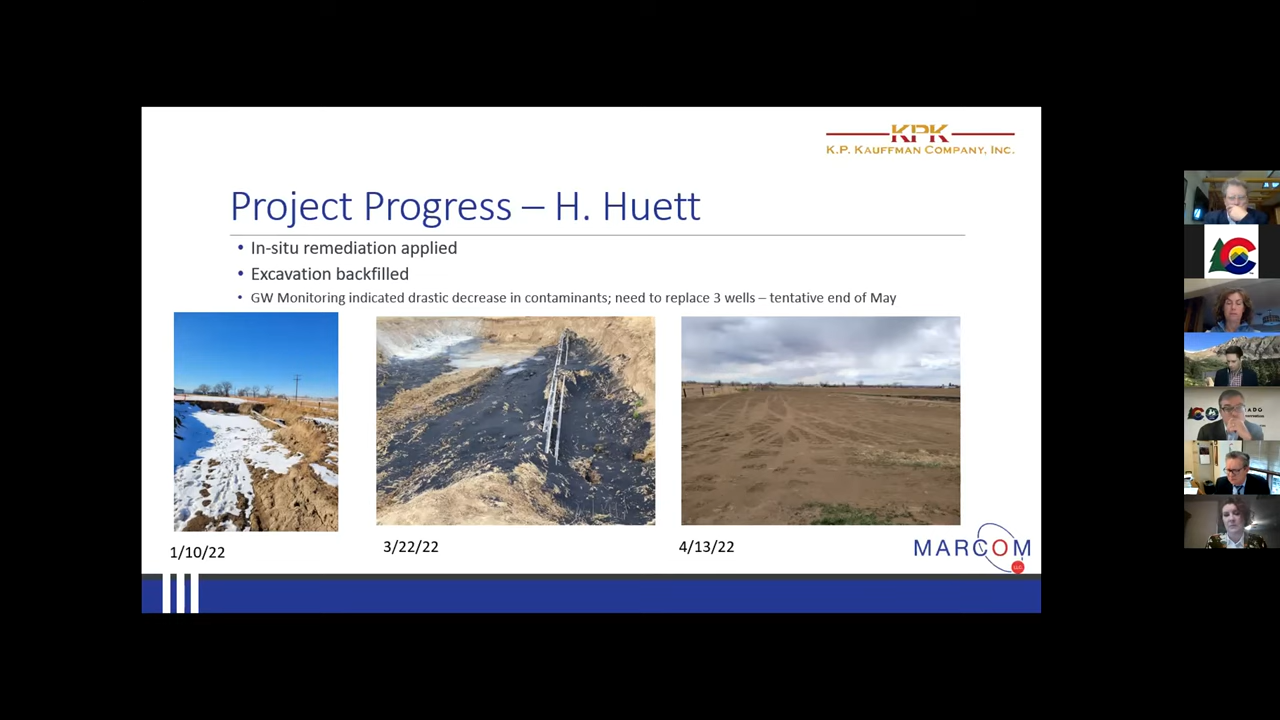 KPK
K.P. KAUFFMAN COMPANY, INC.
Project Progress – H. Huett
• In-situ remediation applied
• Excavation backfilled
• GW Monitoring indicated drastic decrease in contaminants; need to replace 3 wells – tentative end of May
1/10/22
3/22/22
4/13/22
MARCOM
LLC